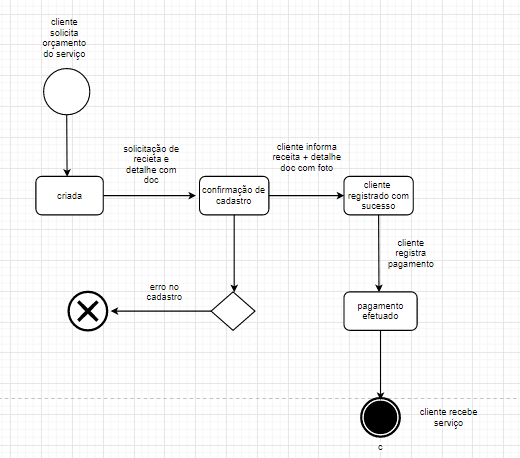 cliente
solicita
orçamento
do serviço
solicitação de
recieta e
detalhe com
doc
cliente informa
receita + detalhe
doc com foto
criada
confirmação de
cadastro
cliente
registrado com
sucesso
cliente
registra
pagamento
erro no
cadastro
pagamento
efetuado
cliente recebe
serviço
c